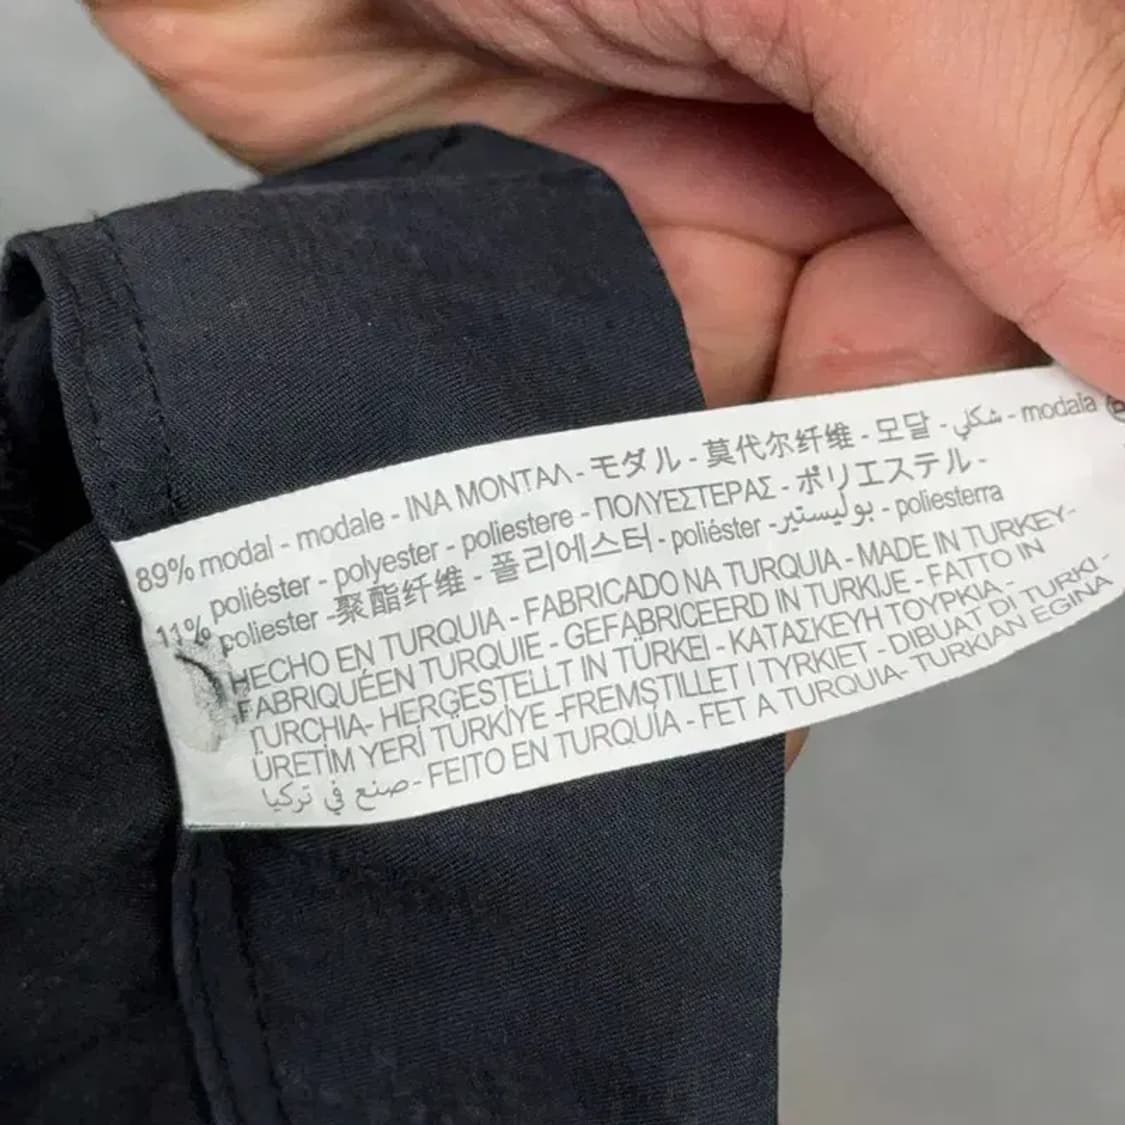 89% modal - modale - ΙΝΑ ΜΟΝΤΑΛ - モダル - 莫代尔纤维 - 모달 - شكلي - modala
11% poliéster - polyester - poliestere - ΠΟΛΥΕΣΤΕΡΑΣ - ポリエステル -
poliester -聚酯纤维 - 폴리에스터 - poliéster - بوليستير - poliesterra
HECHO EN TURQUIA - FABRICADO NA TURQUIA - MADE IN TURKEY-
FABRIQUÉEN TURQUIE - GEFABRICEERD IN TURKIJE - FATTO IN
TURCHIA- HERGESTELLT IN TÜRKEI - ΚΑΤΑΣΚΕΥΗ ΤΟΥΡΚΙΑ -
ÜRETİM YERİ TÜRKİYE -FREMSTILLET I TYRKIET - DIBUAT DI TURKI -
صنع في تركيا - FEITO EN TURQUÍA - FET A TURQUIA- TURKIAN EGINA